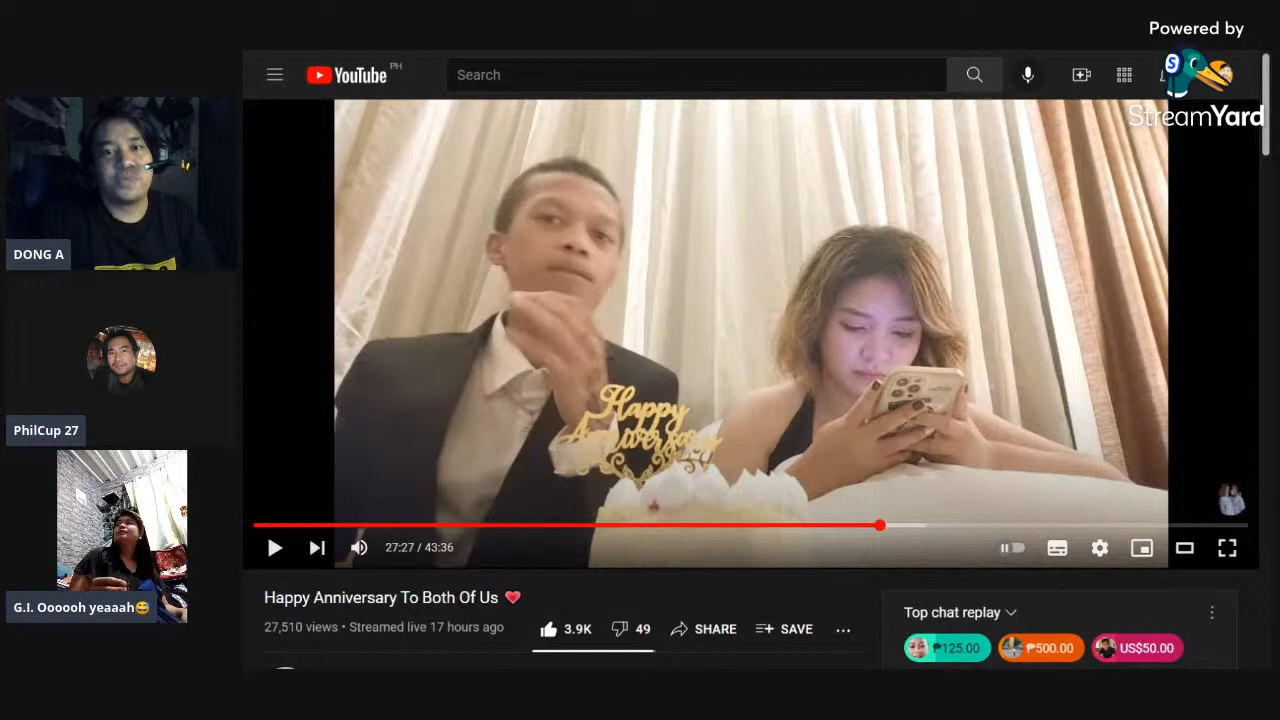 Powered by
StreamYard
YouTube PH
Search
DONG A
PhilCup 27
G.I. Oooooh yeaaah😅
Happy
Anniversary
27:27 / 43:36
Happy Anniversary To Both Of Us ❤️
27,510 views • Streamed live 17 hours ago
3.9K
49
SHARE
SAVE
Top chat replay
₱125.00
₱500.00
US$50.00